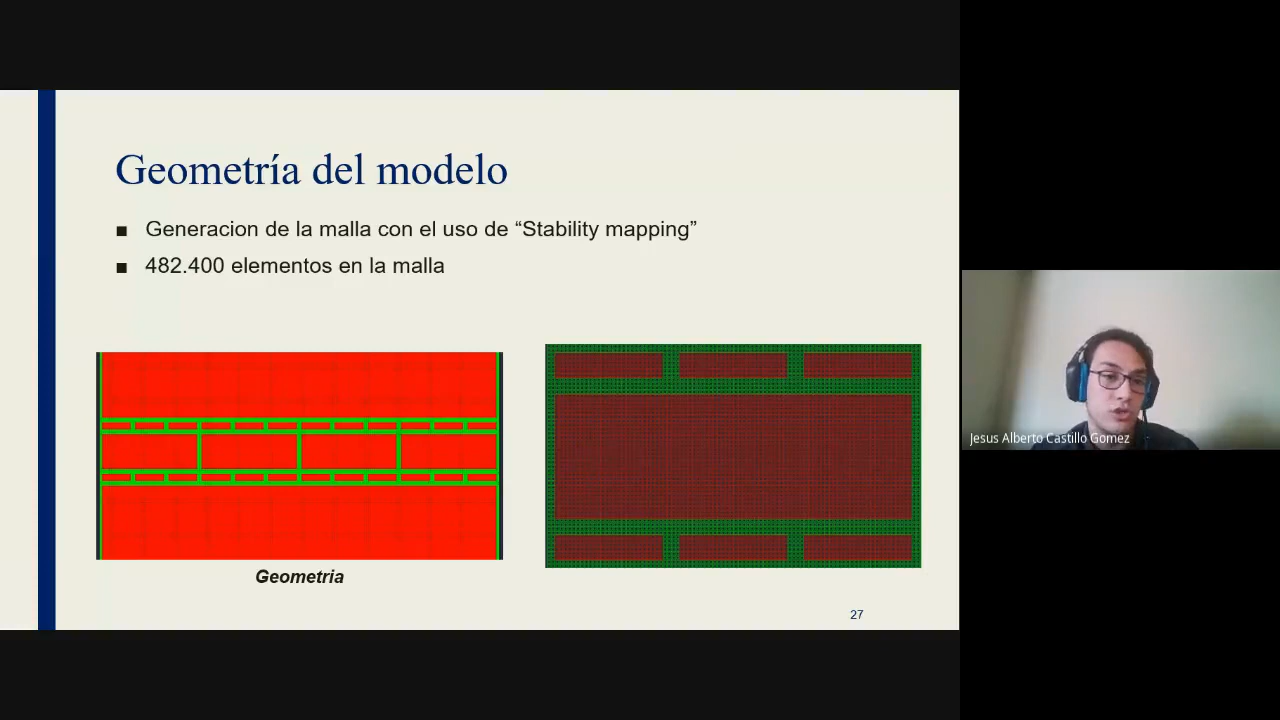 Geometría del modelo
■ Generacion de la malla con el uso de “Stability mapping”
■ 482.400 elementos en la malla
Geometria
27
Jesus Alberto Castillo Gomez